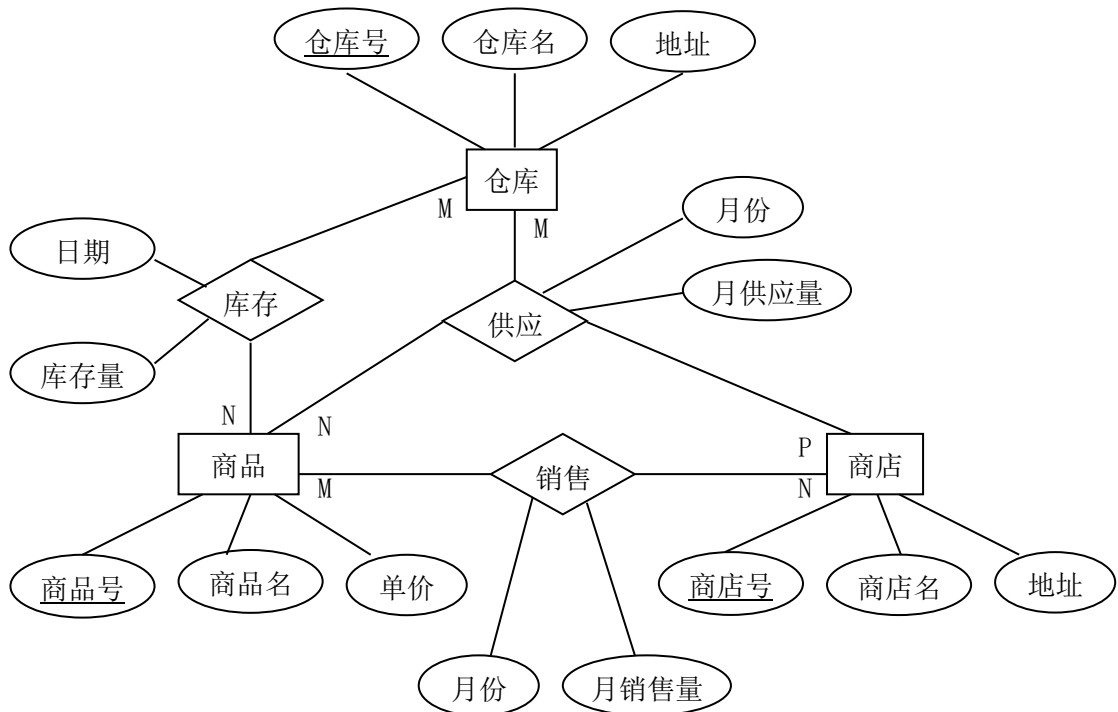 仓库号
仓库名
地址
仓库
M
M
月份
日期
库存
月供应量
供应
库存量
N
N
商品
M
销售
P
N
商店
商品号
商品名
单价
商店号
商店名
地址
月份
月销售量